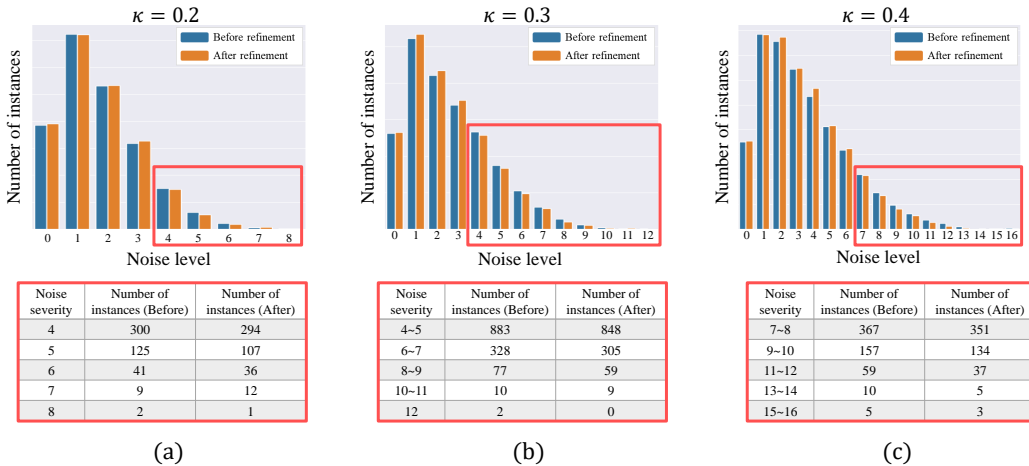 κ = 0.2
Before refinement
After refinement
Number of instances
0 1 2 3 4 5 6 7 8
Noise level
Noise severity | Number of instances (Before) | Number of instances (After)
4 300 294
5 125 107
6 41 36
7 9 12
8 2 1
(a)
κ = 0.3
Before refinement
After refinement
Number of instances
0 1 2 3 4 5 6 7 8 9 10 11 12
Noise level
Noise severity | Number of instances (Before) | Number of instances (After)
4~5 883 848
6~7 328 305
8~9 77 59
10~11 10 9
12 2 0
(b)
κ = 0.4
Before refinement
After refinement
Number of instances
0 1 2 3 4 5 6 7 8 9 10 11 12 13 14 15 16
Noise level
Noise severity | Number of instances (Before) | Number of instances (After)
7~8 367 351
9~10 157 134
11~12 59 37
13~14 10 5
15~16 5 3
(c)